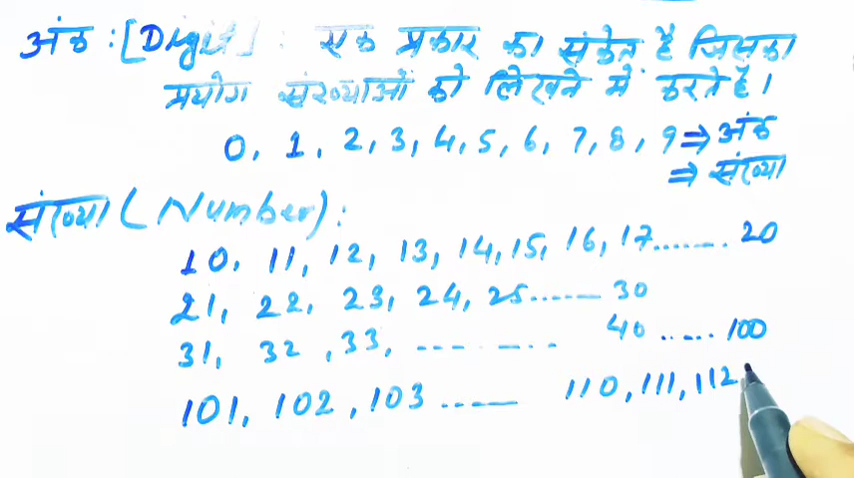 अंक : [Digit] : एक प्रकार का संकेत है जिसका
प्रयोग संख्याओं को लिखने में करते हैं।
0, 1, 2, 3, 4, 5, 6, 7, 8, 9 ⇒ अंक
⇒ संख्या
संख्या ( Number) :
10, 11, 12, 13, 14, 15, 16, 17....... 20
21, 22, 23, 24, 25...... 30
31, 32, 33, ......... 40 ...... 100
101, 102, 103 ...... 110, 111, 112